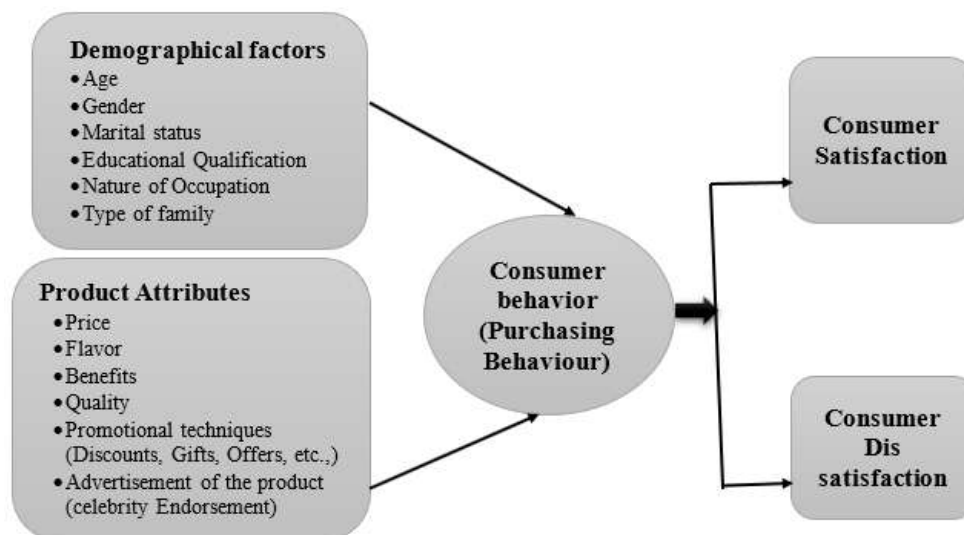 Demographical factors
•Age
•Gender
•Marital status
•Educational Qualification
•Nature of Occupation
•Type of family
Product Attributes
•Price
•Flavor
•Benefits
•Quality
•Promotional techniques
(Discounts, Gifts, Offers, etc.,)
•Advertisement of the product
(celebrity Endorsement)
Consumer
behavior
(Purchasing
Behaviour)
Consumer
Satisfaction
Consumer
Dis
satisfaction